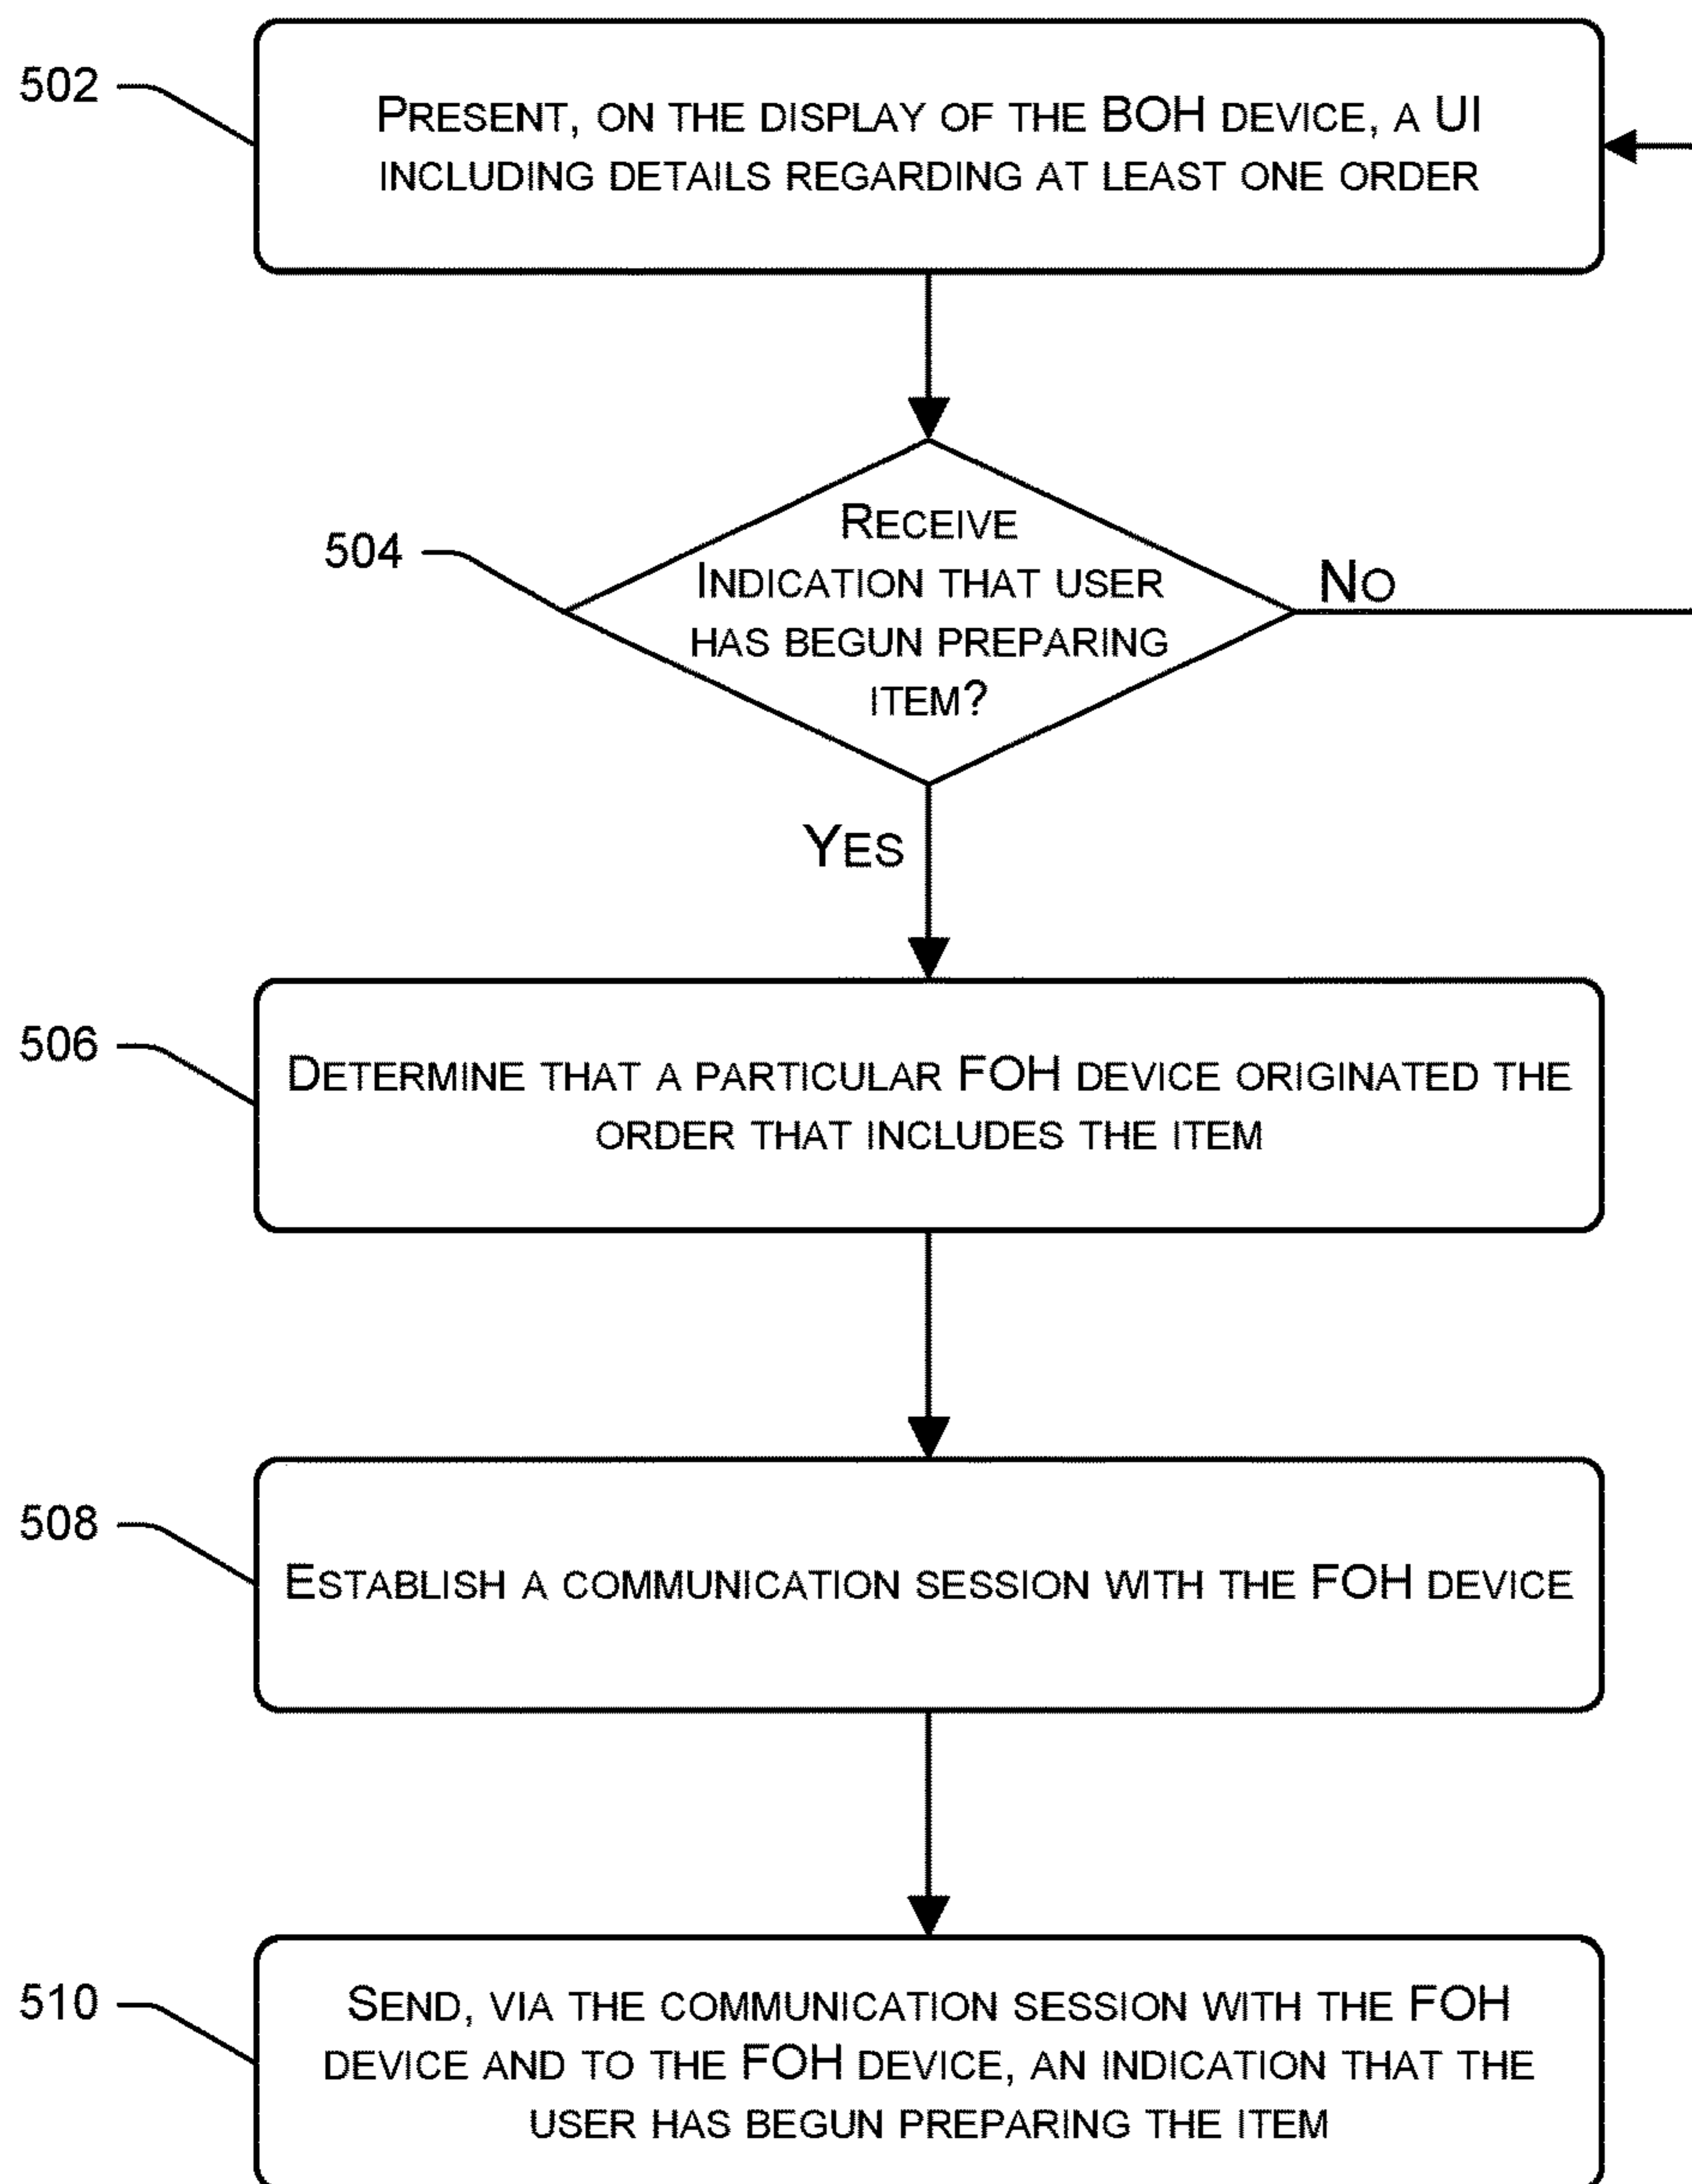 502
PRESENT, ON THE DISPLAY OF THE BOH DEVICE, A UI
INCLUDING DETAILS REGARDING AT LEAST ONE ORDER
504
RECEIVE
INDICATION THAT USER
HAS BEGUN PREPARING
ITEM?
NO
YES
506
DETERMINE THAT A PARTICULAR FOH DEVICE ORIGINATED THE
ORDER THAT INCLUDES THE ITEM
508
ESTABLISH A COMMUNICATION SESSION WITH THE FOH DEVICE
510
SEND, VIA THE COMMUNICATION SESSION WITH THE FOH
DEVICE AND TO THE FOH DEVICE, AN INDICATION THAT THE
USER HAS BEGUN PREPARING THE ITEM